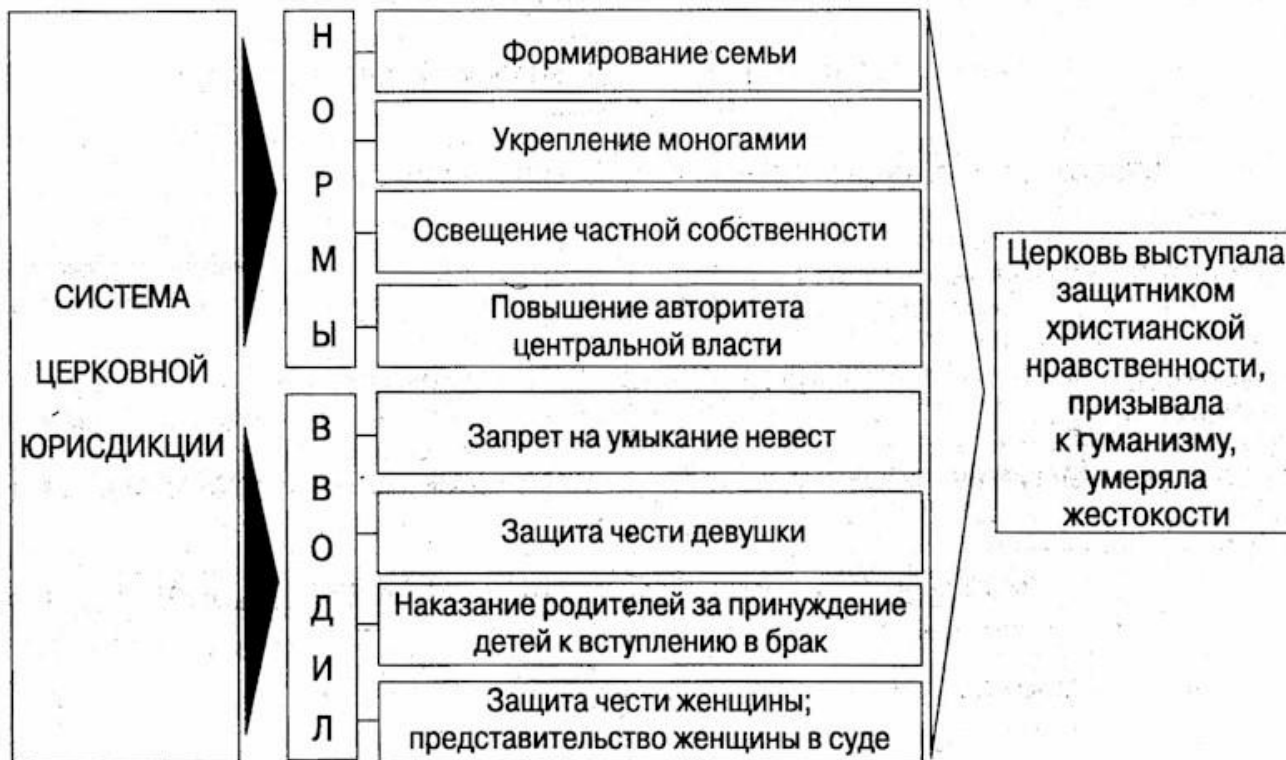 СИСТЕМА
ЦЕРКОВНОЙ
ЮРИСДИКЦИИ
Н
О
Р
М
Ы
Формирование семьи
Укрепление моногамии
Освещение частной собственности
Повышение авторитета
центральной власти
В
В
О
Д
И
Л
Запрет на умыкание невест
Защита чести девушки
Наказание родителей за принуждение
детей к вступлению в брак
Защита чести женщины;
представительство женщины в суде
Церковь выступала
защитником
христианской
нравственности,
призывала
к гуманизму,
умеряла
жестокости